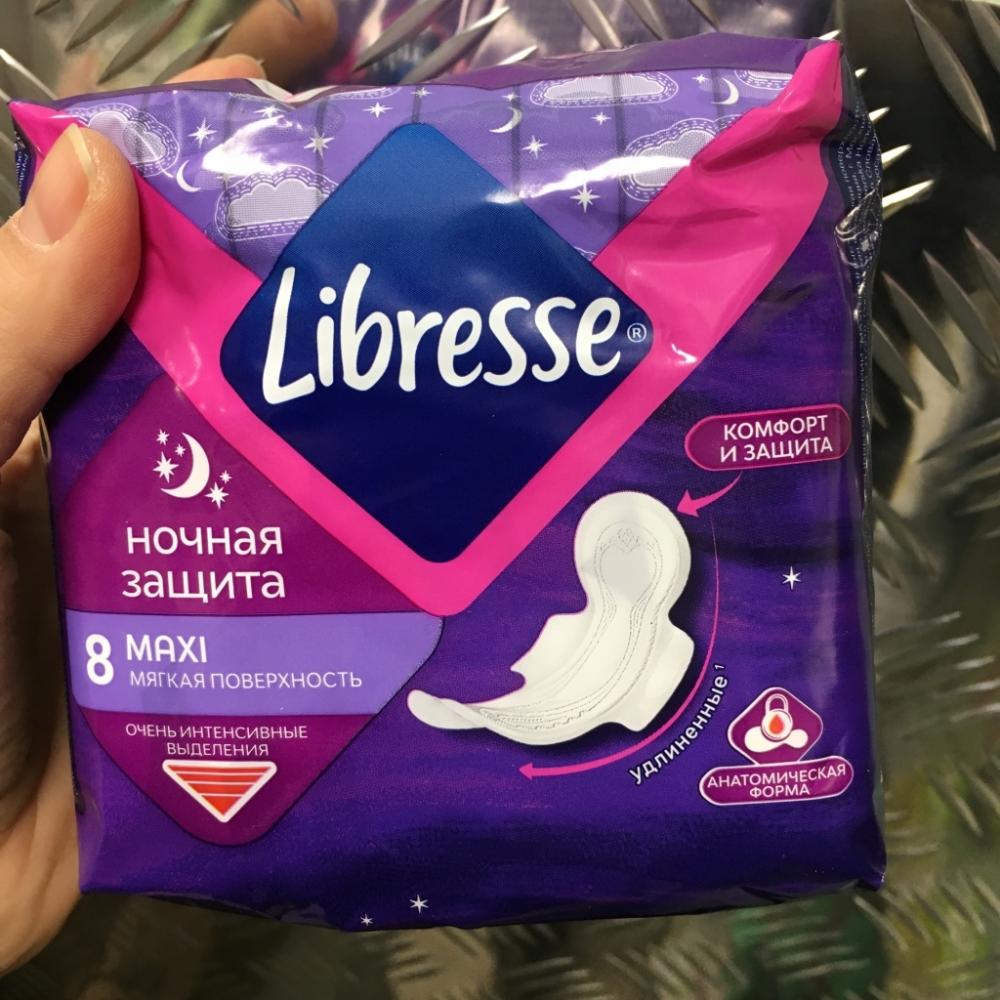 Libresse®
КОМФОРТ
И ЗАЩИТА
НОЧНАЯ
ЗАЩИТА
8 MAXI
МЯГКАЯ ПОВЕРХНОСТЬ
ОЧЕНЬ ИНТЕНСИВНЫЕ
ВЫДЕЛЕНИЯ
УДЛИНЕННЫЕ¹
АНАТОМИЧЕСКАЯ
ФОРМА